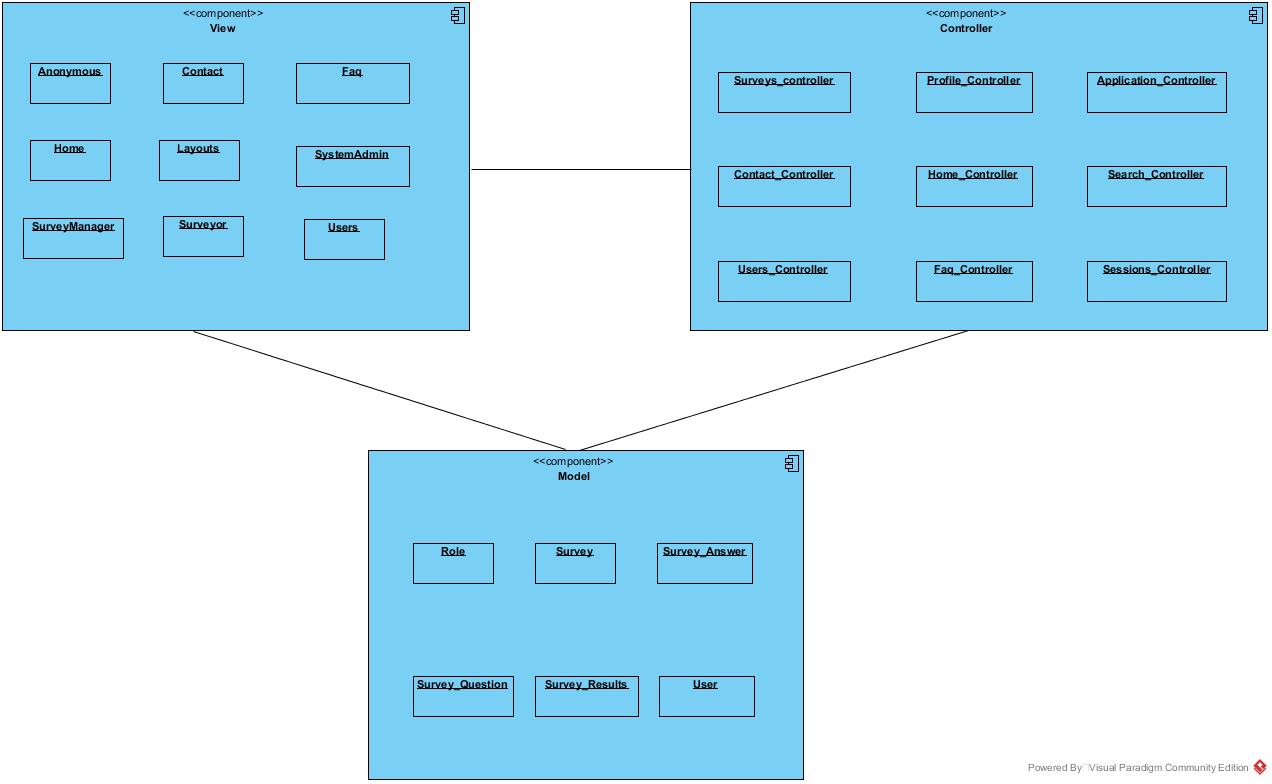 <<component>>
View
Anonymous
Contact
Faq
Home
Layouts
SystemAdmin
SurveyManager
Surveyor
Users
<<component>>
Controller
Surveys_controller
Profile_Controller
Application_Controller
Contact_Controller
Home_Controller
Search_Controller
Users_Controller
Faq_Controller
Sessions_Controller
<<component>>
Model
Role
Survey
Survey_Answer
Survey_Question
Survey_Results
User
Powered By Visual Paradigm Community Edition